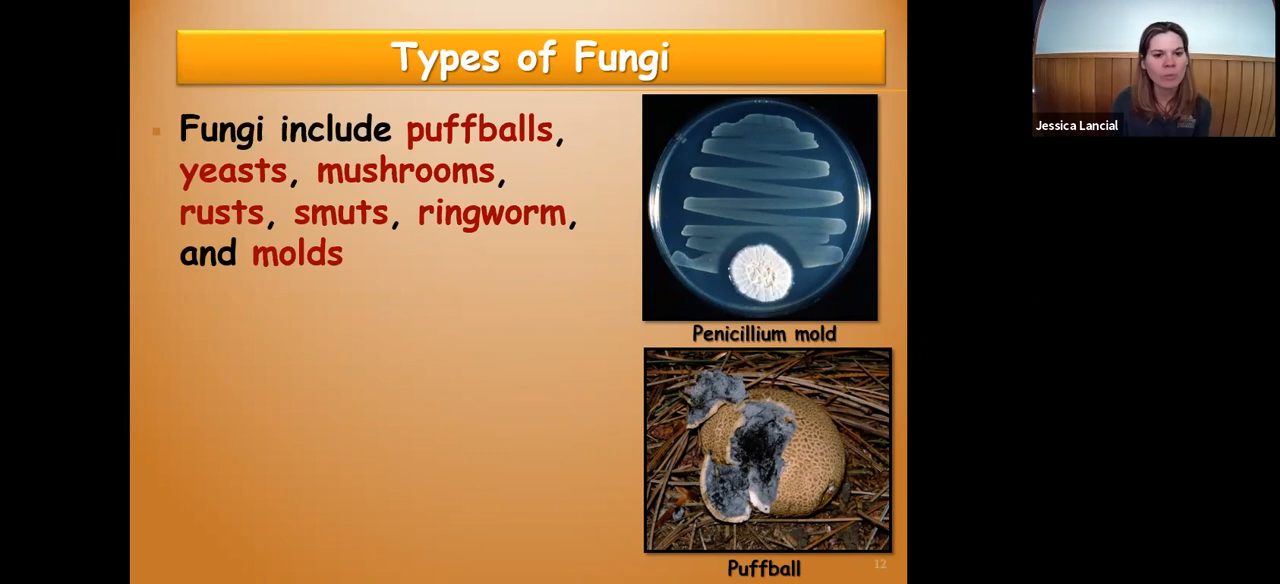 Types of Fungi
Fungi include puffballs,
yeasts, mushrooms,
rusts, smuts, ringworm,
and molds
Penicillium mold
Puffball
12
Jessica Lancial